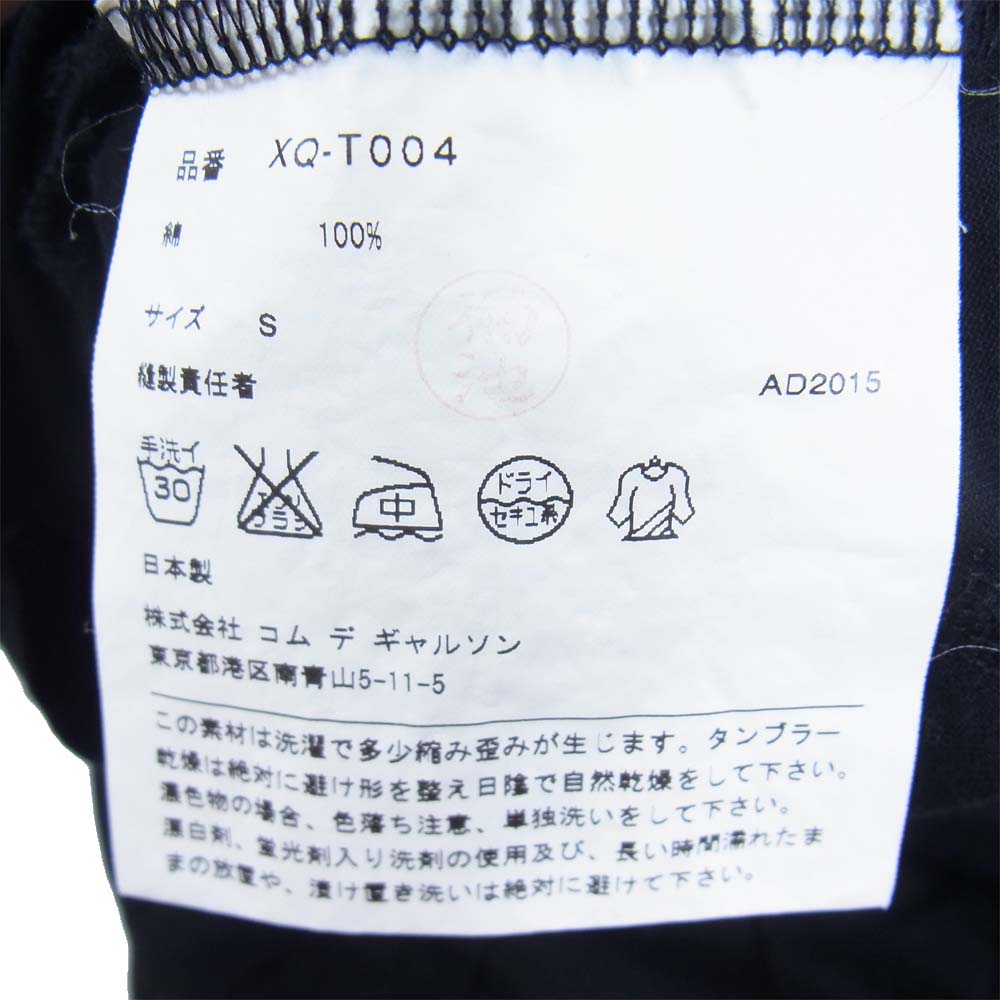 品番 XQ-T004
綿 100%
サイズ S
縫製責任者 AD2015
手洗イ
30
エンソ
サラシ
中
ドライ
セキユ系
日本製
株式会社 コム デ ギャルソン
東京都港区南青山5-11-5
この素材は洗濯で多少縮み歪みが生じます。タンブラー
乾燥は絶対に避け形を整え日陰で自然乾燥をして下さい。
濃色物の場合、色落ち注意、単独洗いをして下さい。
漂白剤、蛍光剤入り洗剤の使用及び、長い時間濡れたま
まの放置や、漬け置き洗いは絶対に避けて下さい。